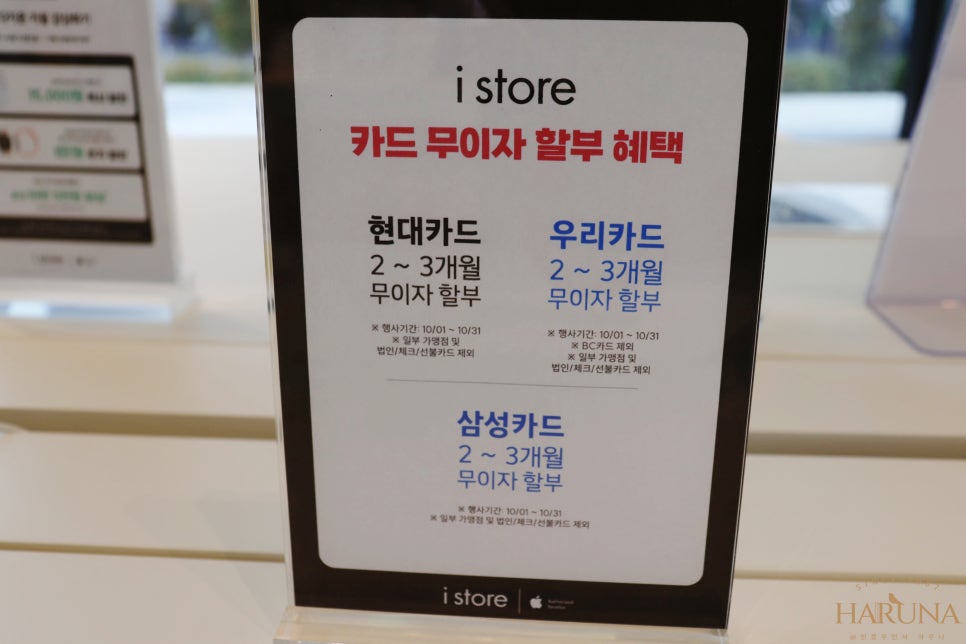 i store
카드 무이자 할부 혜택
현대카드
2 ~ 3개월
무이자 할부
※ 행사기간: 10/01 ~ 10/31
※ 일부 가맹점 및
법인/체크/선불카드 제외
우리카드
2 ~ 3개월
무이자 할부
※ 행사기간: 10/01 ~ 10/31
※ BC카드 제외
※ 일부 가맹점 및
법인/체크/선불카드 제외
삼성카드
2 ~ 3개월
무이자 할부
※ 행사기간: 10/01 ~ 10/31
※ 일부 가맹점 및 법인/체크/선불카드 제외
i store
Authorized
Reseller
HARUNA